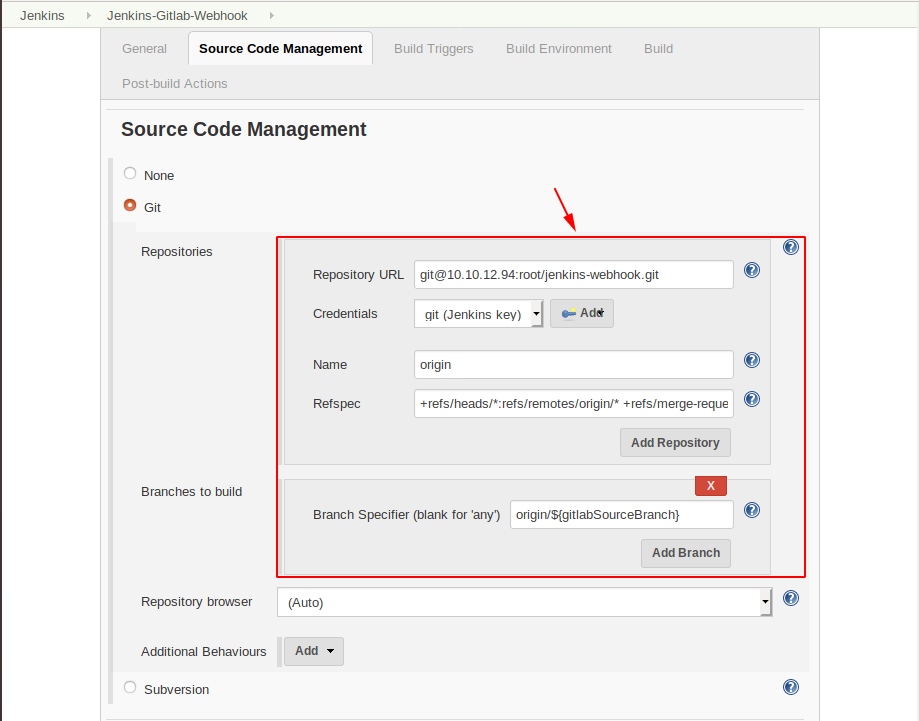 Jenkins Jenkins-Gitlab-Webhook
General Source Code Management Build Triggers Build Environment Build
Post-build Actions
Source Code Management
None
Git
Repositories
?
Repository URL git@10.10.12.94:root/jenkins-webhook.git ?
Credentials git (Jenkins key) Add
Name origin ?
Refspec +refs/heads/*:refs/remotes/origin/* +refs/merge-reque ?
Add Repository
Branches to build X
Branch Specifier (blank for 'any') origin/${gitlabSourceBranch} ?
Add Branch
Repository browser (Auto) ?
Additional Behaviours Add
Subversion ?